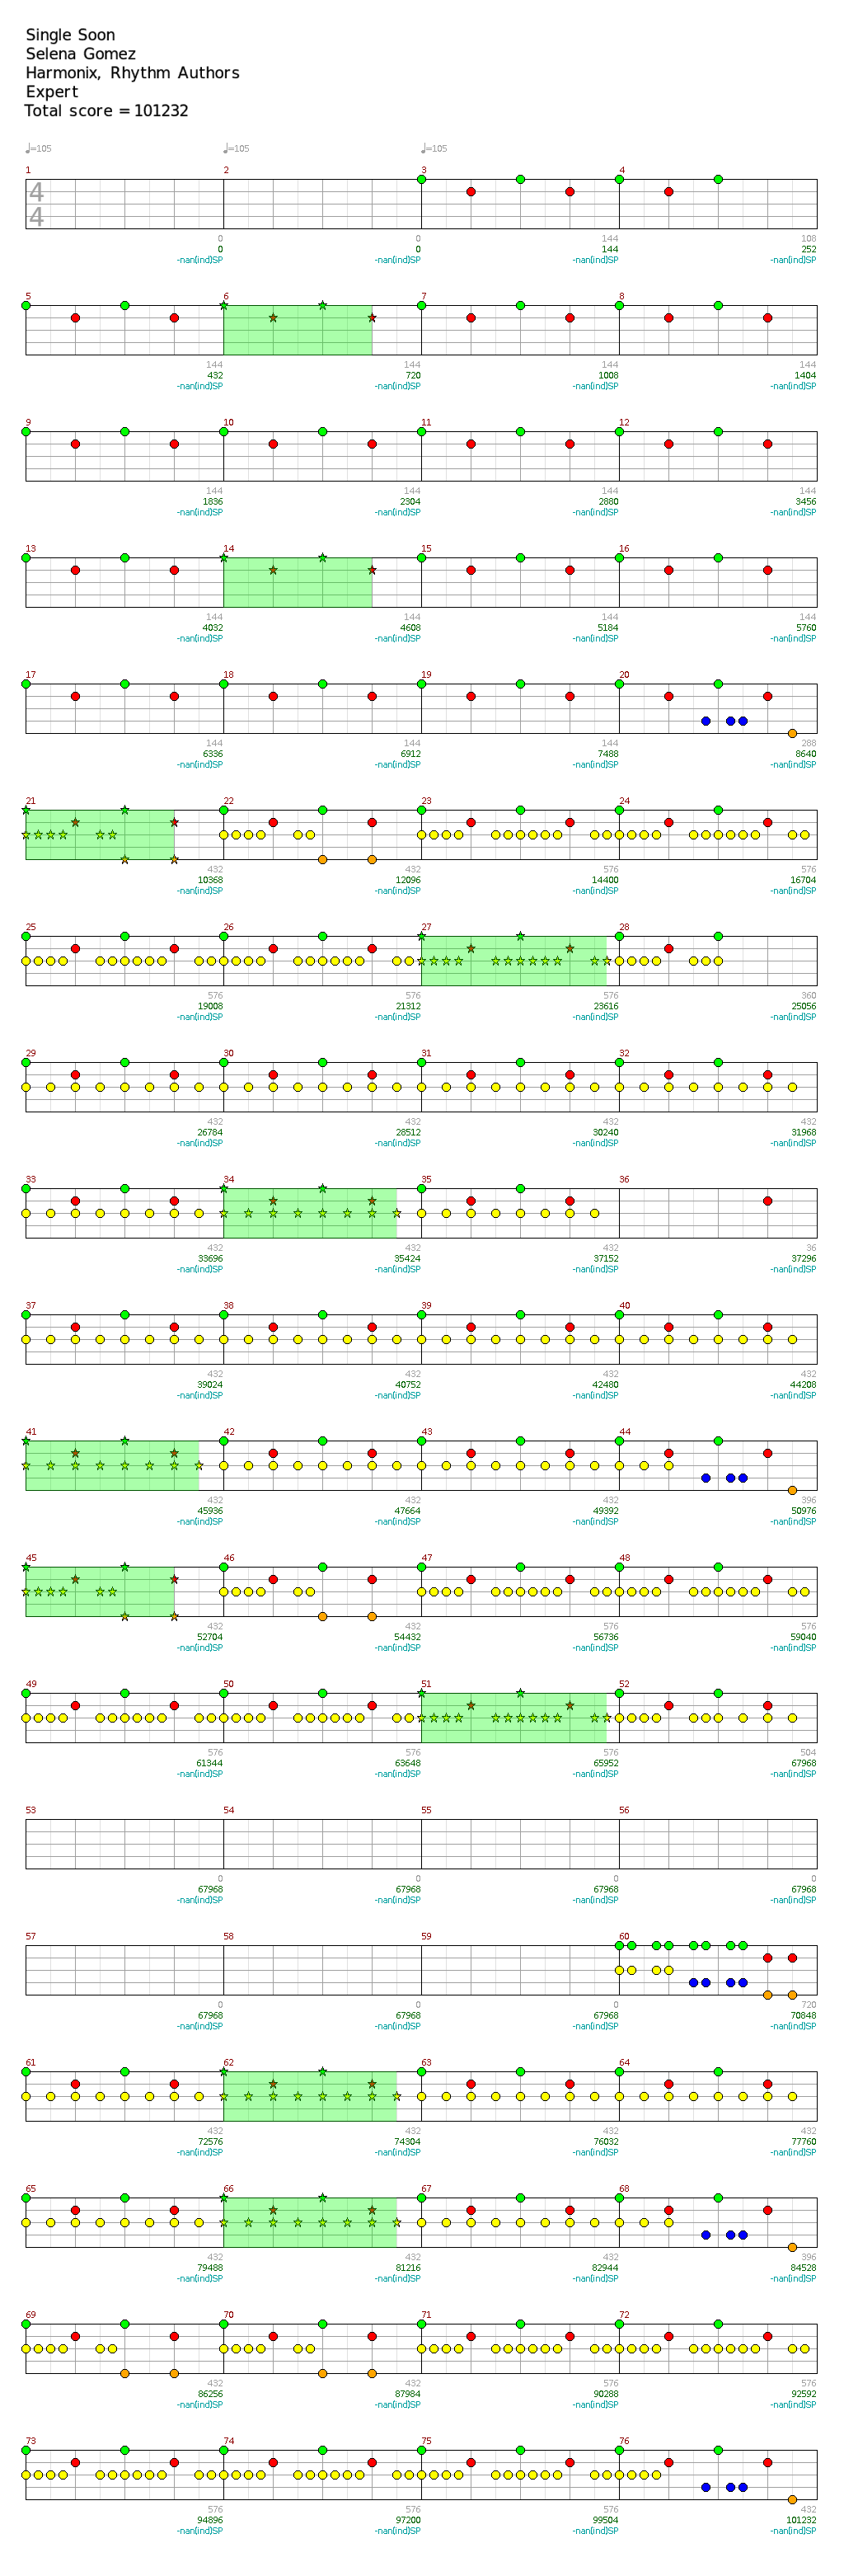 Single Soon
Selena Gomez
Harmonix, Rhythm Authors
Expert
Total score = 101232
♩=105 ♩=105 ♩=105
1 2 3 4
4
4
0 0 144 108
0 0 144 252
-nan(ind)SP -nan(ind)SP -nan(ind)SP -nan(ind)SP
5 6 7 8
144 144 144 144
432 720 1008 1404
-nan(ind)SP -nan(ind)SP -nan(ind)SP -nan(ind)SP
9 10 11 12
144 144 144 144
1836 2304 2880 3456
-nan(ind)SP -nan(ind)SP -nan(ind)SP -nan(ind)SP
13 14 15 16
144 144 144 144
4032 4608 5184 5760
-nan(ind)SP -nan(ind)SP -nan(ind)SP -nan(ind)SP
17 18 19 20
144 144 144 288
6336 6912 7488 8640
-nan(ind)SP -nan(ind)SP -nan(ind)SP -nan(ind)SP
21 22 23 24
432 432 576 576
10368 12096 14400 16704
-nan(ind)SP -nan(ind)SP -nan(ind)SP -nan(ind)SP
25 26 27 28
576 576 576 360
19008 21312 23616 25056
-nan(ind)SP -nan(ind)SP -nan(ind)SP -nan(ind)SP
29 30 31 32
432 432 432 432
26784 28512 30240 31968
-nan(ind)SP -nan(ind)SP -nan(ind)SP -nan(ind)SP
33 34 35 36
432 432 432 36
33696 35424 37152 37296
-nan(ind)SP -nan(ind)SP -nan(ind)SP -nan(ind)SP
37 38 39 40
432 432 432 432
39024 40752 42480 44208
-nan(ind)SP -nan(ind)SP -nan(ind)SP -nan(ind)SP
41 42 43 44
432 432 432 396
45936 47664 49392 50976
-nan(ind)SP -nan(ind)SP -nan(ind)SP -nan(ind)SP
45 46 47 48
432 432 576 576
52704 54432 56736 59040
-nan(ind)SP -nan(ind)SP -nan(ind)SP -nan(ind)SP
49 50 51 52
576 576 576 504
61344 63648 65952 67968
-nan(ind)SP -nan(ind)SP -nan(ind)SP -nan(ind)SP
53 54 55 56
0 0 0 0
67968 67968 67968 67968
-nan(ind)SP -nan(ind)SP -nan(ind)SP -nan(ind)SP
57 58 59 60
0 0 0 720
67968 67968 67968 70848
-nan(ind)SP -nan(ind)SP -nan(ind)SP -nan(ind)SP
61 62 63 64
432 432 432 432
72576 74304 76032 77760
-nan(ind)SP -nan(ind)SP -nan(ind)SP -nan(ind)SP
65 66 67 68
432 432 432 396
79488 81216 82944 84528
-nan(ind)SP -nan(ind)SP -nan(ind)SP -nan(ind)SP
69 70 71 72
432 432 576 576
86256 87984 90288 92592
-nan(ind)SP -nan(ind)SP -nan(ind)SP -nan(ind)SP
73 74 75 76
576 576 576 432
94896 97200 99504 101232
-nan(ind)SP -nan(ind)SP -nan(ind)SP -nan(ind)SP